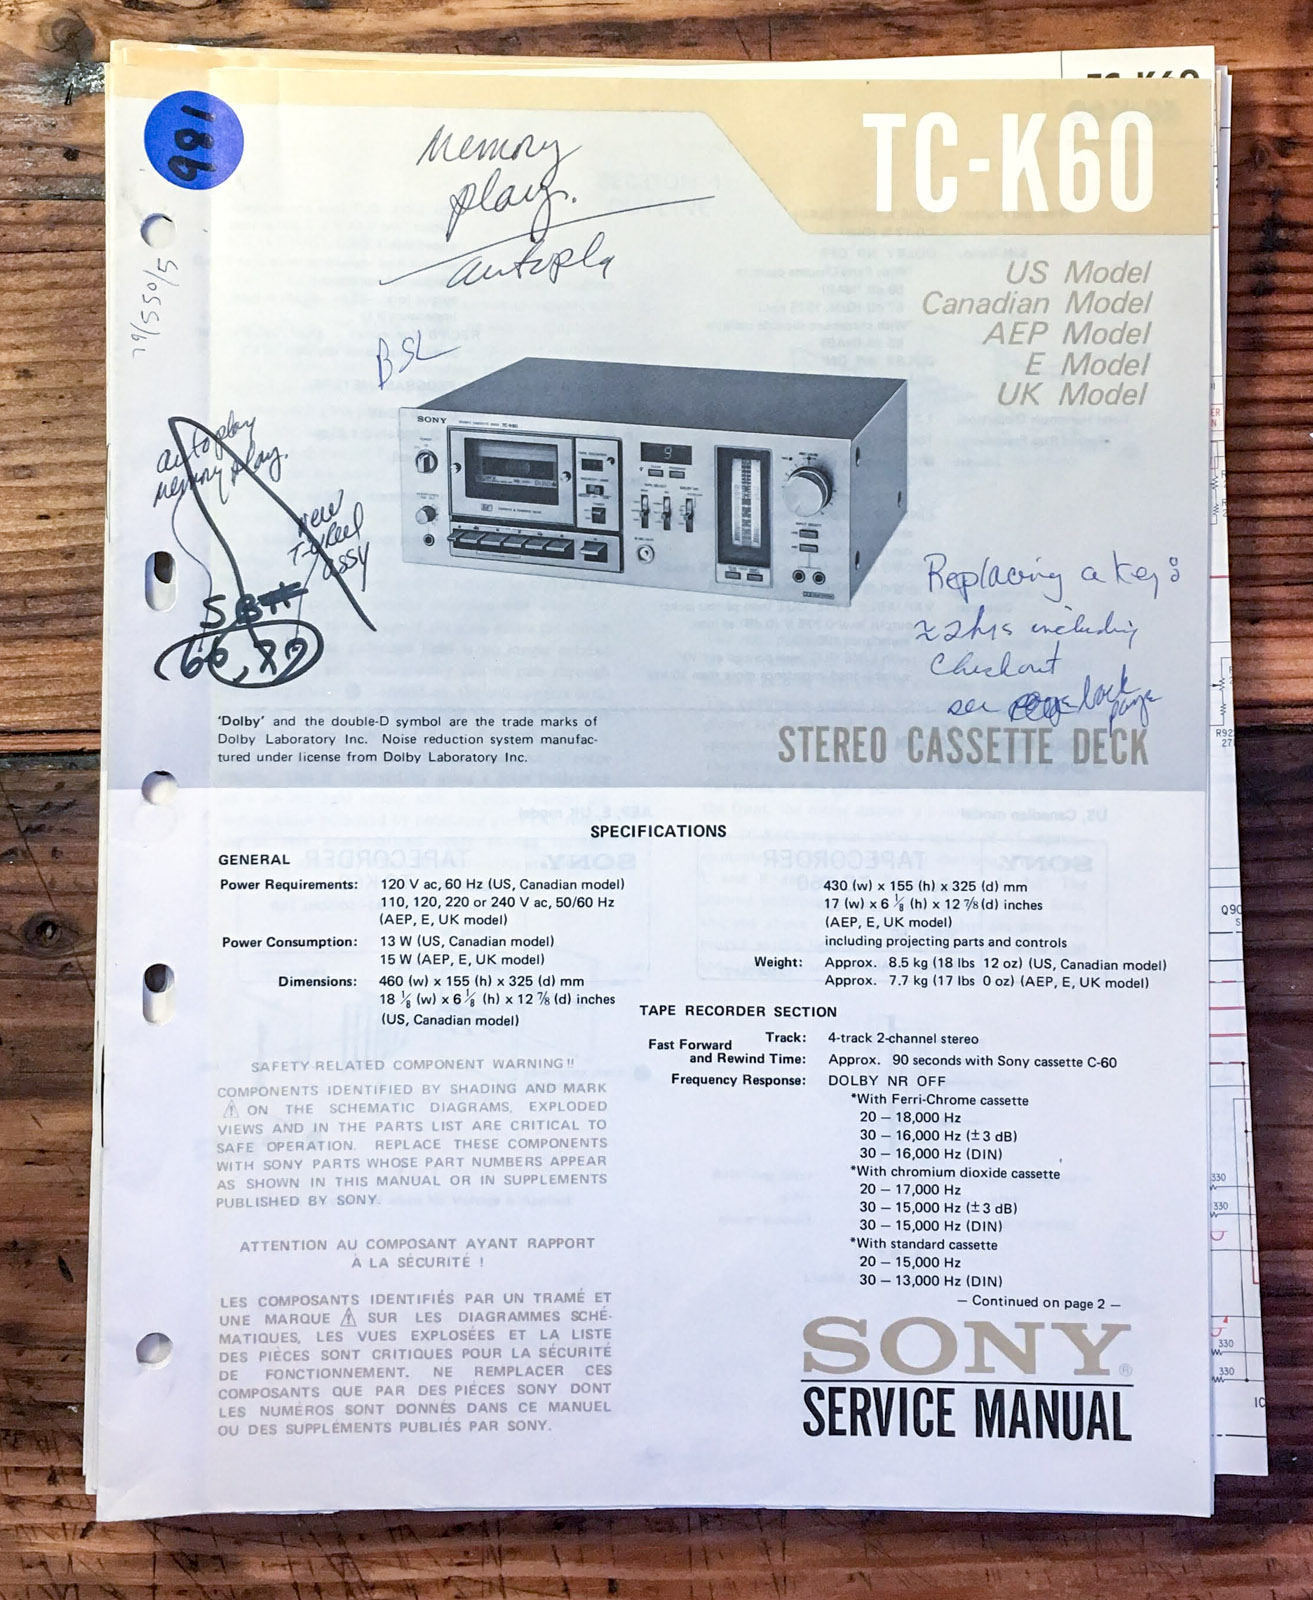 TC-K60
981
Memory
play.
autopla
BSL
79/550/5
TC-K60
US Model
Canadian Model
AEP Model
E Model
UK Model
SONY
TC-K60
9
autoplay
memory play.
new
T-yReel
assy
Replacing a key:
≈ 2hrs including
Checkout
see back
page
'Dolby' and the double-D symbol are the trade marks of
Dolby Laboratory Inc. Noise reduction system manufac-
tured under license from Dolby Laboratory Inc.
STEREO CASSETTE DECK
SPECIFICATIONS
GENERAL
Power Requirements: 120 V ac, 60 Hz (US, Canadian model)
110, 120, 220 or 240 V ac, 50/60 Hz
(AEP, E, UK model)
Power Consumption: 13 W (US, Canadian model)
15 W (AEP, E, UK model)
Dimensions: 460 (w) x 155 (h) x 325 (d) mm
18 1/8 (w) x 6 1/8 (h) x 12 7/8 (d) inches
(US, Canadian model)
430 (w) x 155 (h) x 325 (d) mm
17 (w) x 6 1/8 (h) x 12 7/8 (d) inches
(AEP, E, UK model)
including projecting parts and controls
Weight: Approx. 8.5 kg (18 lbs 12 oz) (US, Canadian model)
Approx. 7.7 kg (17 lbs 0 oz) (AEP, E, UK model)
TAPE RECORDER SECTION
Track: 4-track 2-channel stereo
Fast Forward
and Rewind Time: Approx. 90 seconds with Sony cassette C-60
Frequency Response: DOLBY NR OFF
*With Ferri-Chrome cassette
20 – 18,000 Hz
30 – 16,000 Hz (±3 dB)
30 – 16,000 Hz (DIN)
*With chromium dioxide cassette
20 – 17,000 Hz
30 – 15,000 Hz (±3 dB)
30 – 15,000 Hz (DIN)
*With standard cassette
20 – 15,000 Hz
30 – 13,000 Hz (DIN)
– Continued on page 2 –
SAFETY-RELATED COMPONENT WARNING!!
COMPONENTS IDENTIFIED BY SHADING AND MARK
⚠ ON THE SCHEMATIC DIAGRAMS, EXPLODED
VIEWS AND IN THE PARTS LIST ARE CRITICAL TO
SAFE OPERATION. REPLACE THESE COMPONENTS
WITH SONY PARTS WHOSE PART NUMBERS APPEAR
AS SHOWN IN THIS MANUAL OR IN SUPPLEMENTS
PUBLISHED BY SONY.
ATTENTION AU COMPOSANT AYANT RAPPORT
À LA SÉCURITÉ !
LES COMPOSANTS IDENTIFIÉS PAR UN TRAMÉ ET
UNE MARQUE ⚠ SUR LES DIAGRAMMES SCHÉ-
MATIQUES, LES VUES EXPLOSÉES ET LA LISTE
DES PIÈCES SONT CRITIQUES POUR LA SÉCURITÉ
DE FONCTIONNEMENT. NE REMPLACER CES
COMPOSANTS QUE PAR DES PIÈCES SONY DONT
LES NUMÉROS SONT DONNÉS DANS CE MANUEL
OU DES SUPPLÉMENTS PUBLIÉS PAR SONY.
SONY®
SERVICE MANUAL
330
330
330
330